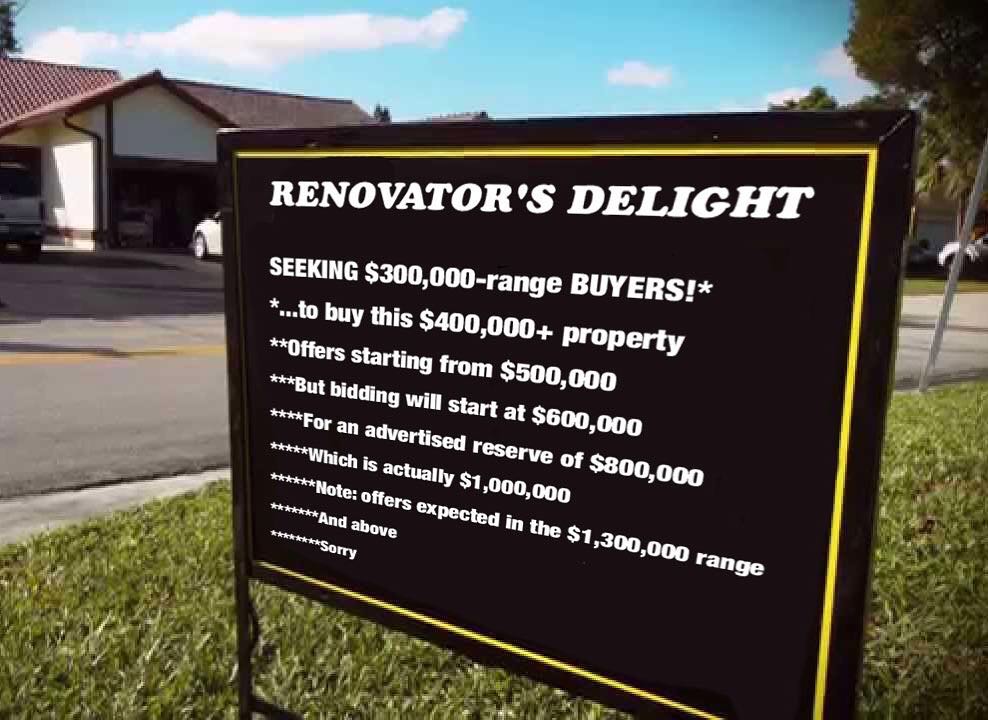 RENOVATOR'S DELIGHT
SEEKING $300,000-range BUYERS!*
*...to buy this $400,000+ property
**Offers starting from $500,000
***But bidding will start at $600,000
****For an advertised reserve of $800,000
*****Which is actually $1,000,000
******Note: offers expected in the $1,300,000 range
*******And above
********Sorry